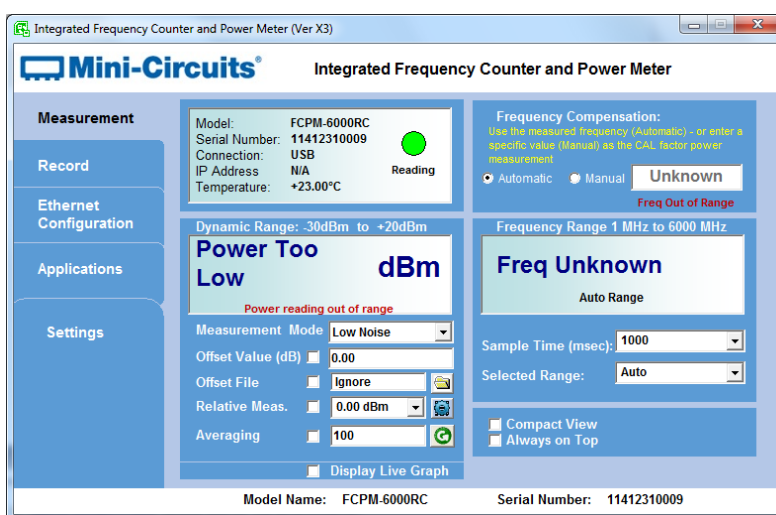 Integrated Frequency Counter and Power Meter (Ver X3)
Mini-Circuits®
Integrated Frequency Counter and Power Meter
Measurement
Record
Ethernet
Configuration
Applications
Settings
Model: FCPM-6000RC
Serial Number: 11412310009
Connection: USB
IP Address N/A
Temperature: +23.00°C
Reading
Frequency Compensation:
Use the measured frequency (Automatic) - or enter a
specific value (Manual) as the CAL factor power
measurement
Automatic Manual Unknown
Freq Out of Range
Dynamic Range: -30dBm to +20dBm
Power Too
Low
dBm
Power reading out of range
Measurement Mode Low Noise
Offset Value (dB) 0.00
Offset File Ignore
Relative Meas. 0.00 dBm
Averaging 100
Display Live Graph
Frequency Range 1 MHz to 6000 MHz
Freq Unknown
Auto Range
Sample Time (msec): 1000
Selected Range: Auto
Compact View
Always on Top
Model Name: FCPM-6000RC Serial Number: 11412310009